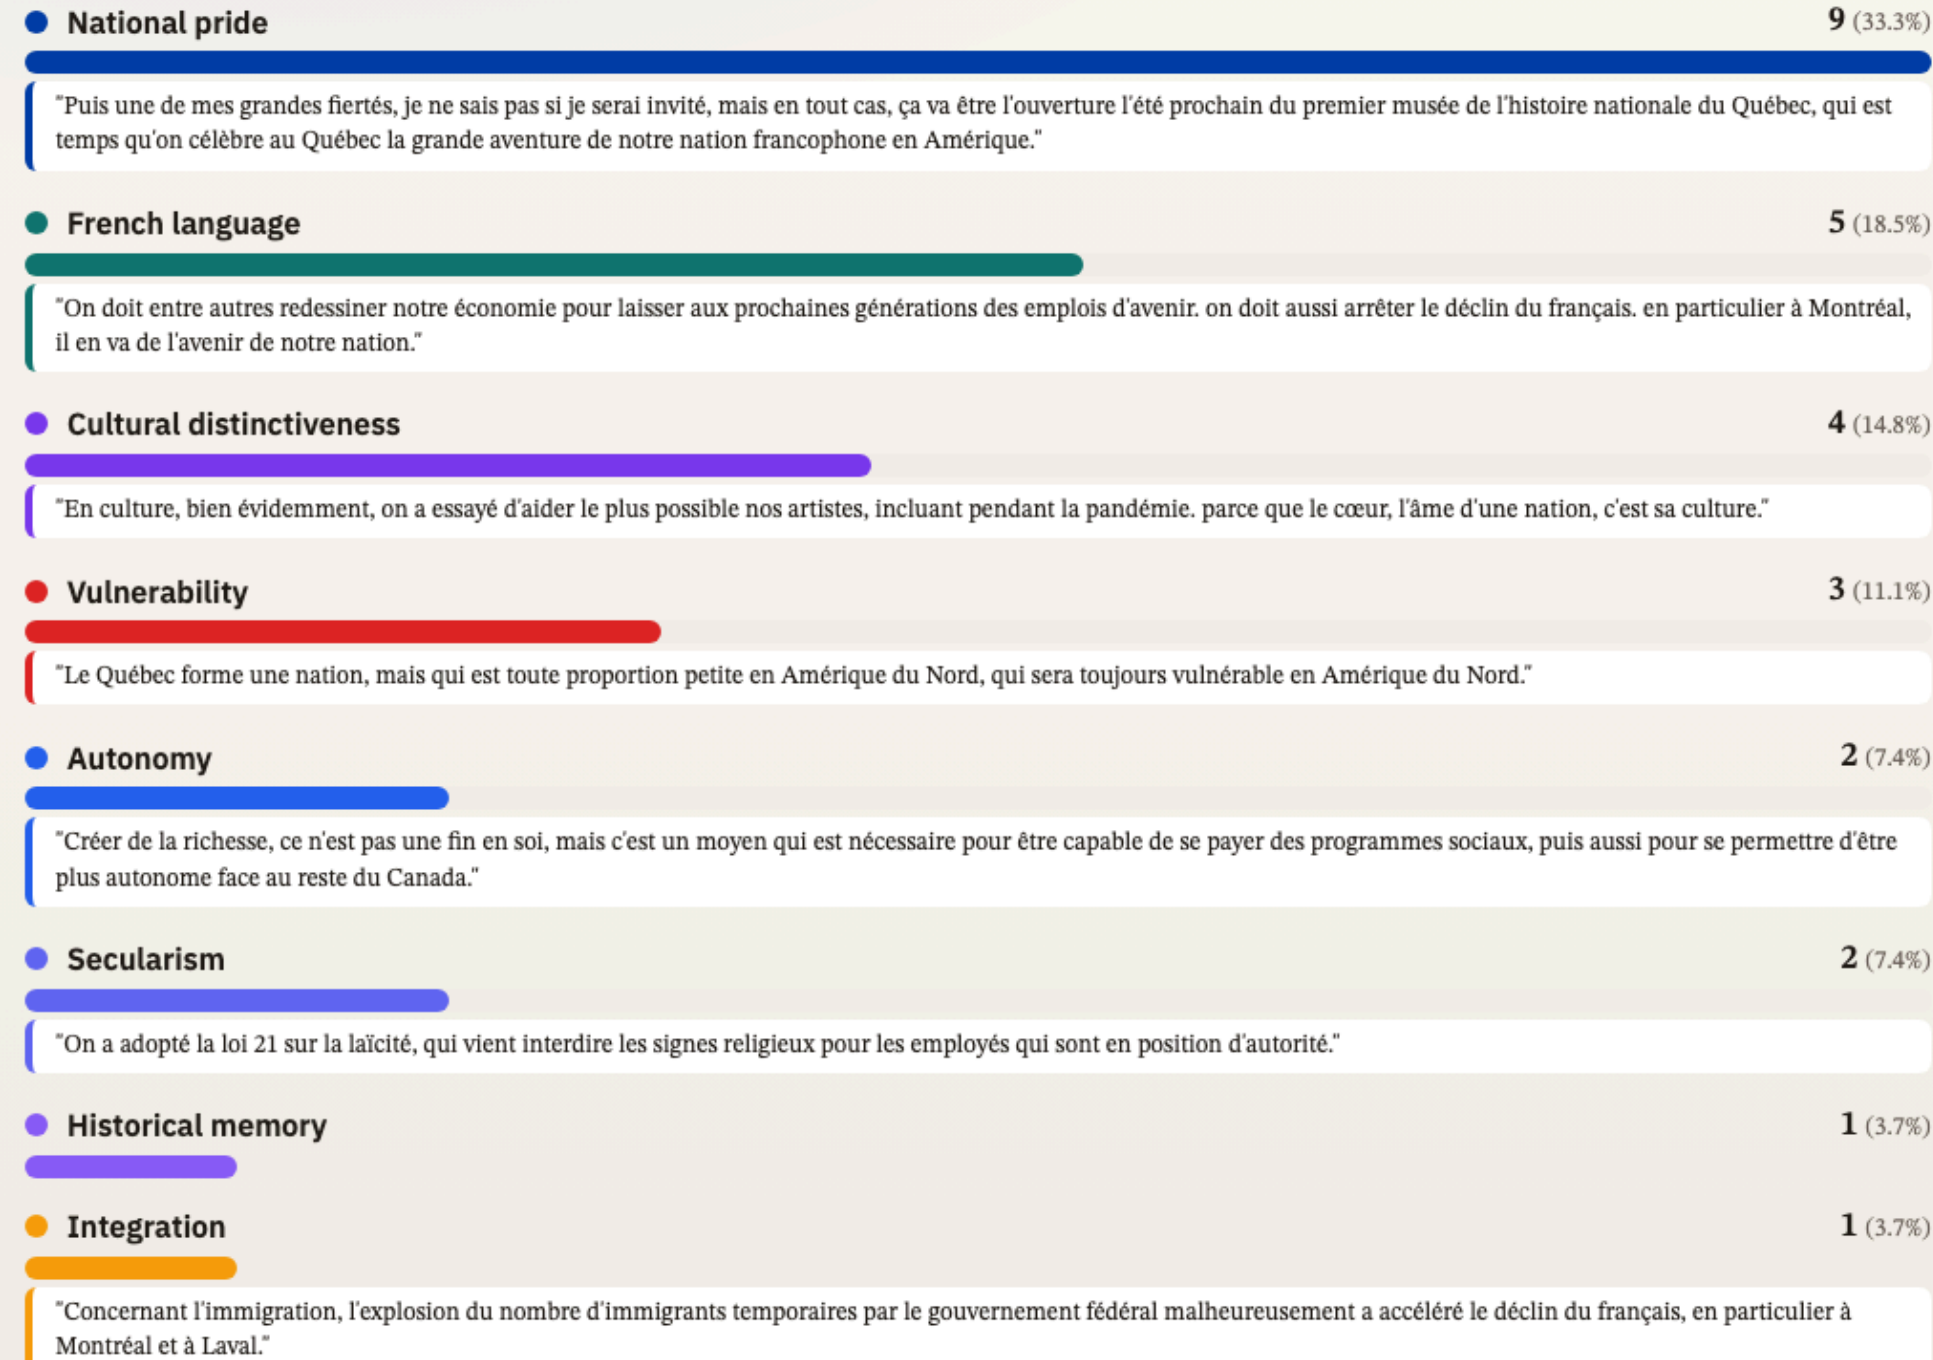 National pride 9 (33.3%)
"Puis une de mes grandes fiertés, je ne sais pas si je serai invité, mais en tout cas, ça va être l'ouverture l'été prochain du premier musée de l'histoire nationale du Québec, qui est
temps qu'on célèbre au Québec la grande aventure de notre nation francophone en Amérique."
French language 5 (18.5%)
"On doit entre autres redessiner notre économie pour laisser aux prochaines générations des emplois d'avenir. on doit aussi arrêter le déclin du français. en particulier à Montréal,
il en va de l'avenir de notre nation."
Cultural distinctiveness 4 (14.8%)
"En culture, bien évidemment, on a essayé d'aider le plus possible nos artistes, incluant pendant la pandémie. parce que le cœur, l'âme d'une nation, c'est sa culture."
Vulnerability 3 (11.1%)
"Le Québec forme une nation, mais qui est toute proportion petite en Amérique du Nord, qui sera toujours vulnérable en Amérique du Nord."
Autonomy 2 (7.4%)
"Créer de la richesse, ce n'est pas une fin en soi, mais c'est un moyen qui est nécessaire pour être capable de se payer des programmes sociaux, puis aussi pour se permettre d'être
plus autonome face au reste du Canada."
Secularism 2 (7.4%)
"On a adopté la loi 21 sur la laïcité, qui vient interdire les signes religieux pour les employés qui sont en position d'autorité."
Historical memory 1 (3.7%)
Integration 1 (3.7%)
"Concernant l'immigration, l'explosion du nombre d'immigrants temporaires par le gouvernement fédéral malheureusement a accéléré le déclin du français, en particulier à
Montréal et à Laval."